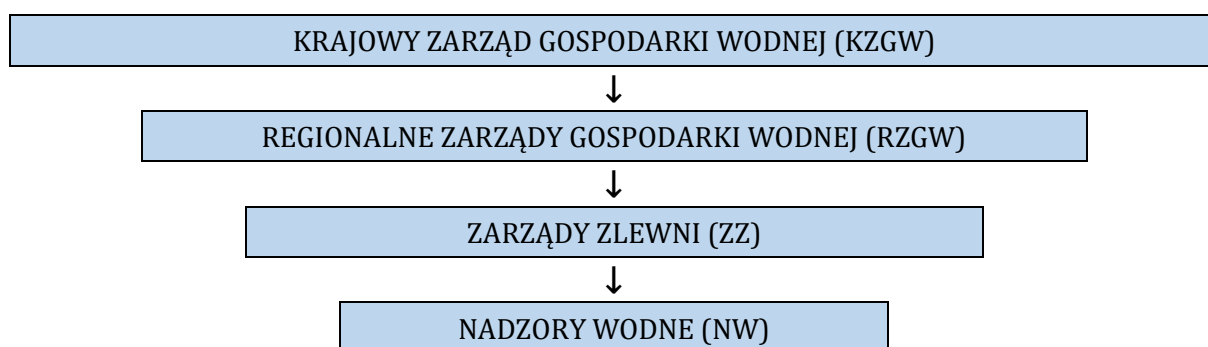 KRAJOWY ZARZĄD GOSPODARKI WODNEJ (KZGW)
REGIONALNE ZARZĄDY GOSPODARKI WODNEJ (RZGW)
ZARZĄDY ZLEWNI (ZZ)
NADZORY WODNE (NW)